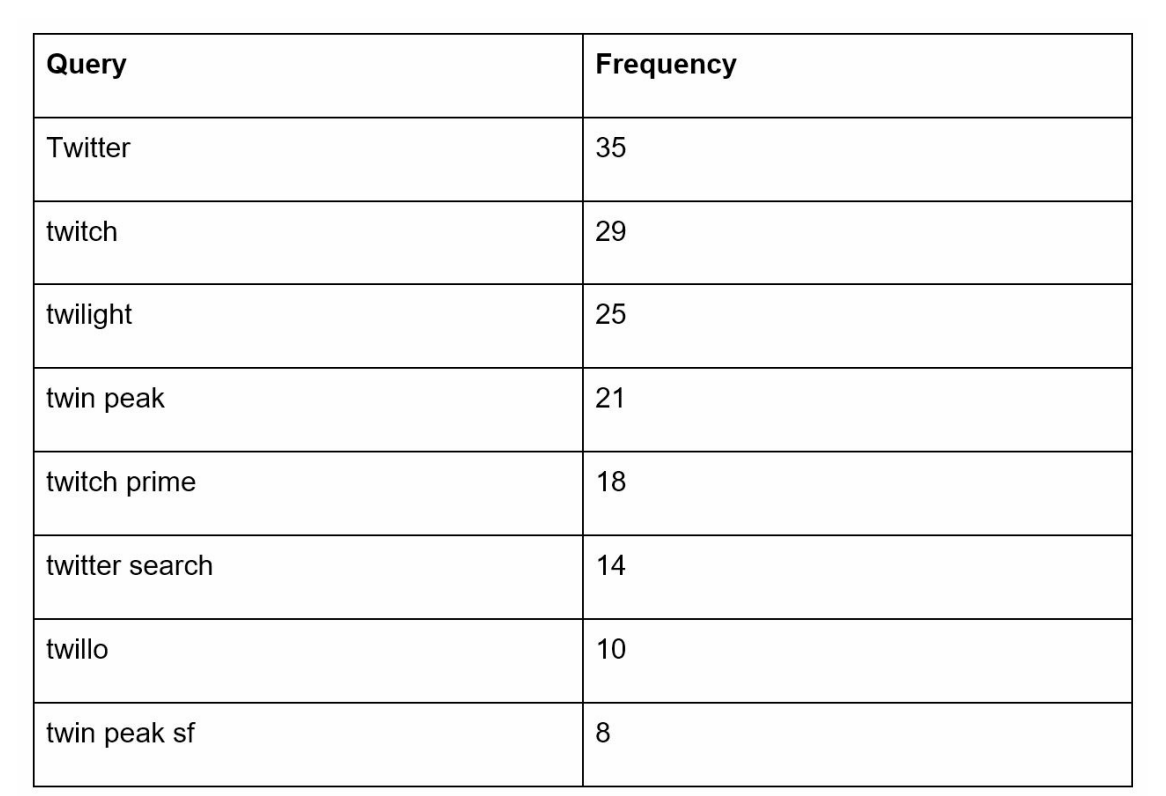 Query Frequency
Twitter 35
twitch 29
twilight 25
twin peak 21
twitch prime 18
twitter search 14
twillo 10
twin peak sf 8